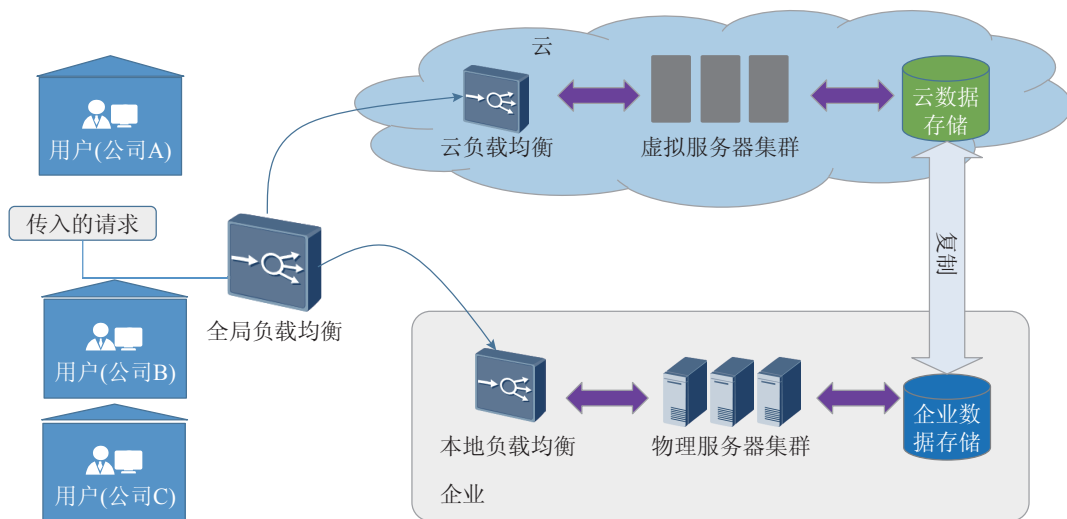 云
用户(公司A)
云负载均衡
虚拟服务器集群
云数据
存储
传入的请求
复制
全局负载均衡
用户(公司B)
用户(公司C)
本地负载均衡
物理服务器集群
企业数
据存储
企业